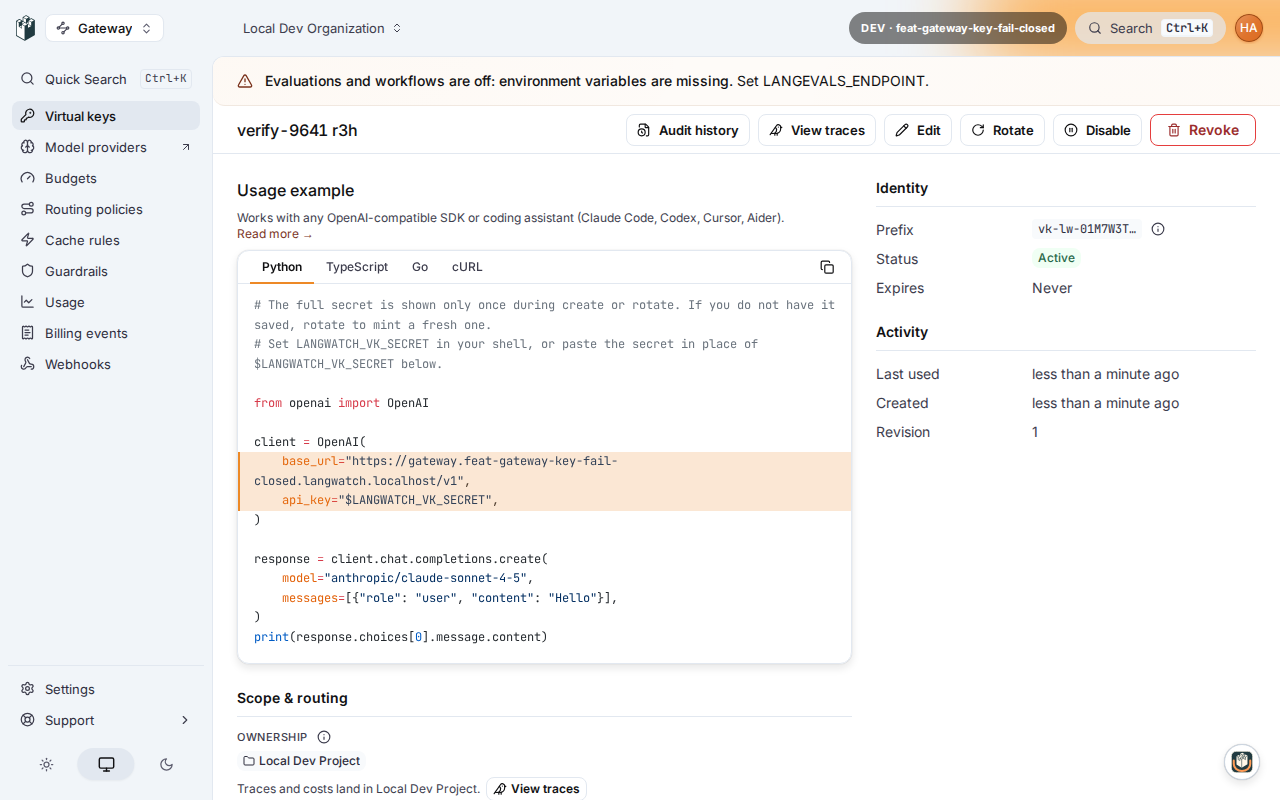 Gateway
Local Dev Organization
DEV · feat-gateway-key-fail-closed
Search Ctrl+K
HA
Quick Search Ctrl+K
Virtual keys
Model providers
Budgets
Routing policies
Cache rules
Guardrails
Usage
Billing events
Webhooks
Settings
Support
Evaluations and workflows are off: environment variables are missing. Set LANGEVALS_ENDPOINT.
verify-9641 r3h
Audit history
View traces
Edit
Rotate
Disable
Revoke
Usage example
Works with any OpenAI-compatible SDK or coding assistant (Claude Code, Codex, Cursor, Aider).
Read more →
Python TypeScript Go cURL
# The full secret is shown only once during create or rotate. If you do not have it
saved, rotate to mint a fresh one.
# Set LANGWATCH_VK_SECRET in your shell, or paste the secret in place of
$LANGWATCH_VK_SECRET below.
from openai import OpenAI
client = OpenAI(
    base_url="https://gateway.feat-gateway-key-fail-
closed.langwatch.localhost/v1",
    api_key="$LANGWATCH_VK_SECRET",
)
response = client.chat.completions.create(
    model="anthropic/claude-sonnet-4-5",
    messages=[{"role": "user", "content": "Hello"}],
)
print(response.choices[0].message.content)
Scope & routing
OWNERSHIP
Local Dev Project
Traces and costs land in Local Dev Project. View traces
Identity
Prefix vk-lw-01M7W3T…
Status Active
Expires Never
Activity
Last used less than a minute ago
Created less than a minute ago
Revision 1